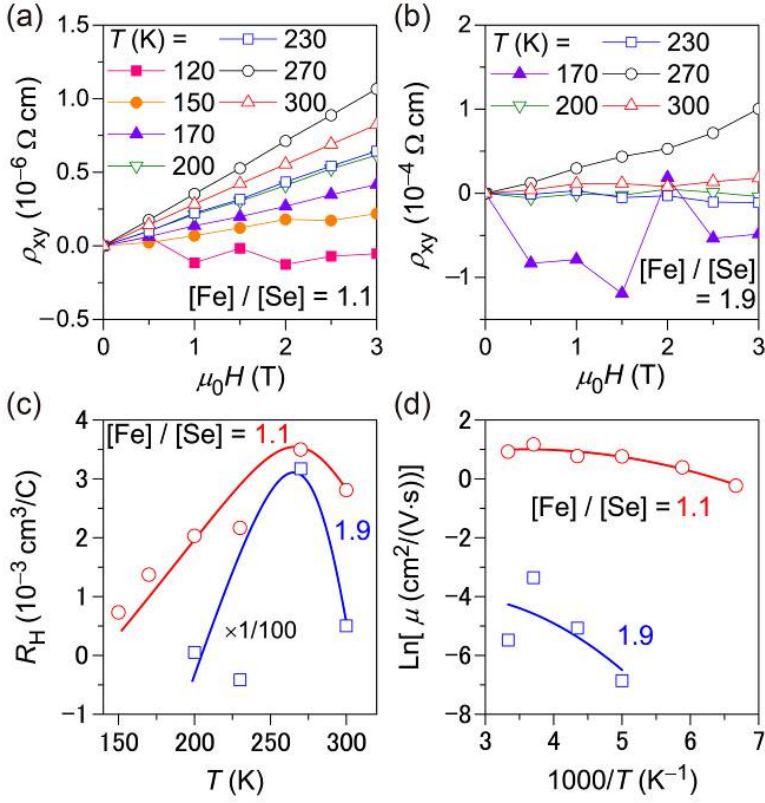 (a)
T (K) =
120
150
170
200
230
270
300
1.5
1.0
0.5
0.0
−0.5
ρxy (10⁻⁶ Ω cm)
[Fe] / [Se] = 1.1
0 1 2 3
μ₀H (T)
(b)
T (K) =
170
200
230
270
300
2
1
0
−1
ρxy (10⁻⁴ Ω cm)
[Fe] / [Se]
= 1.9
0 1 2 3
μ₀H (T)
(c)
[Fe] / [Se] = 1.1
1.9
×1/100
4
3
2
1
0
−1
R_H (10⁻³ cm³/C)
150 200 250 300
T (K)
(d)
[Fe] / [Se] = 1.1
1.9
2
0
−2
−4
−6
−8
Ln[ μ (cm²/(V·s))]
3 4 5 6 7
1000/T (K⁻¹)